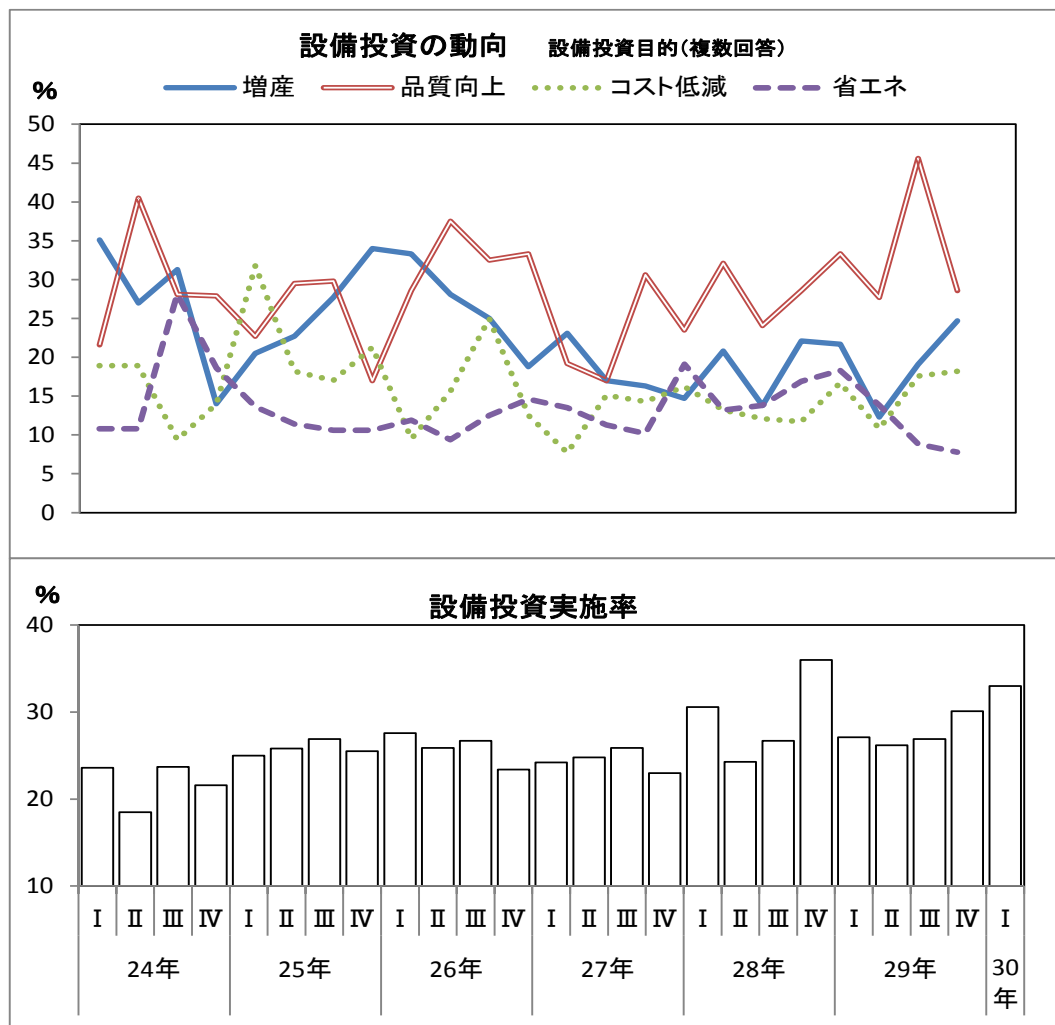 設備投資の動向 設備投資目的(複数回答)
増産 品質向上 コスト低減 省エネ
%
50
45
40
35
30
25
20
15
10
5
0
%
設備投資実施率
40
30
20
10
Ⅰ Ⅱ Ⅲ Ⅳ Ⅰ Ⅱ Ⅲ Ⅳ Ⅰ Ⅱ Ⅲ Ⅳ Ⅰ Ⅱ Ⅲ Ⅳ Ⅰ Ⅱ Ⅲ Ⅳ Ⅰ Ⅱ Ⅲ Ⅳ Ⅰ
24年 25年 26年 27年 28年 29年 30
年